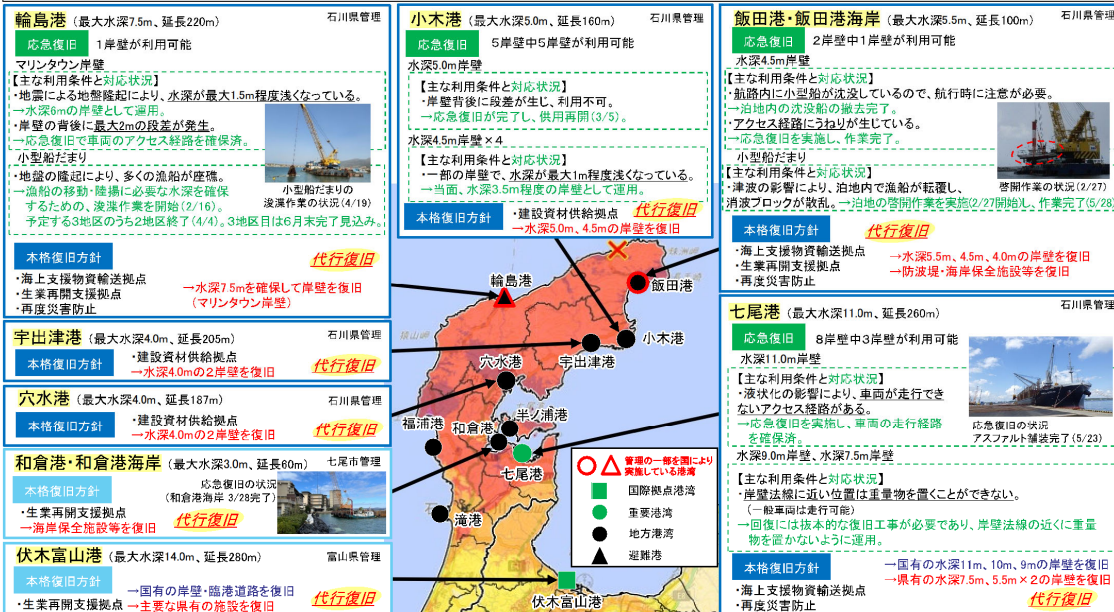 輪島港 (最大水深7.5m、延長220m) 石川県管理
応急復旧 1岸壁が利用可能
マリンタウン岸壁
【主な利用条件と対応状況】
・地震による地盤隆起により、水深が最大1.5m程度浅くなっている。
→水深6mの岸壁として運用。
・岸壁の背後に最大2mの段差が発生。
→応急復旧で車両のアクセス経路を確保済。
小型船だまり
・地盤の隆起により、多くの漁船が座礁。
→漁船の移動・陸揚に必要な水深を確保
するための、浚渫作業を開始(2/16)。
予定する3地区のうち2地区終了(4/4)。3地区目は6月末完了見込み。
小型船だまりの
浚渫作業の状況(4/19)
本格復旧方針 代行復旧
・海上支援物資輸送拠点
・生業再開支援拠点
・再度災害防止
→水深7.5mを確保して岸壁を復旧
(マリンタウン岸壁)
宇出津港 (最大水深4.0m、延長205m) 石川県管理
本格復旧方針
・建設資材供給拠点
→水深4.0mの2岸壁を復旧
代行復旧
穴水港 (最大水深4.0m、延長187m) 石川県管理
本格復旧方針
・建設資材供給拠点
→水深4.0mの2岸壁を復旧
代行復旧
和倉港・和倉港海岸 (最大水深3.0m、延長60m) 七尾市管理
本格復旧方針
応急復旧の状況
(和倉港海岸 3/28完了)
・生業再開支援拠点
→海岸保全施設等を復旧
代行復旧
伏木富山港 (最大水深14.0m、延長280m) 富山県管理
本格復旧方針
・生業再開支援拠点
→国有の岸壁・臨港道路を復旧
→主要な県有の施設を復旧
代行復旧
小木港 (最大水深5.0m、延長160m) 石川県管理
応急復旧 5岸壁中5岸壁が利用可能
水深5.0m岸壁
【主な利用条件と対応状況】
・岸壁背後に段差が生じ、利用不可。
→応急復旧が完了し、供用再開(3/5)。
水深4.5m岸壁×4
【主な利用条件と対応状況】
・一部の岸壁で、水深が最大1m程度浅くなっている。
→当面、水深3.5m程度の岸壁として運用。
本格復旧方針
・建設資材供給拠点
→水深5.0m、4.5mの岸壁を復旧
代行復旧
輪島港
飯田港
小木港
宇出津港
穴水港
半ノ浦港
福浦港
和倉港
七尾港
滝港
伏木富山港
管理の一部を国により
実施している港湾
国際拠点港湾
重要港湾
地方港湾
避難港
飯田港・飯田港海岸 (最大水深5.5m、延長100m) 石川県管理
応急復旧 2岸壁中1岸壁が利用可能
水深4.5m岸壁
【主な利用条件と対応状況】
・航路内に小型船が沈没しているので、航行時に注意が必要。
→泊地内の沈没船の撤去完了。
・アクセス経路にうねりが生じている。
→応急復旧を実施し、作業完了。
小型船だまり
【主な利用条件と対応状況】
・津波の影響により、泊地内で漁船が転覆し、
消波ブロックが散乱。→泊地の啓開作業を実施(2/27開始)し、作業完了(5/28)
啓開作業の状況(2/27)
本格復旧方針 代行復旧
・海上支援物資輸送拠点
・生業再開支援拠点
・再度災害防止
→水深5.5m、4.5m、4.0mの岸壁を復旧
→防波堤・海岸保全施設等を復旧
七尾港 (最大水深11.0m、延長260m) 石川県管理
応急復旧 8岸壁中3岸壁が利用可能
水深11.0m岸壁
【主な利用条件と対応状況】
・液状化の影響により、車両が走行でき
ないアクセス経路がある。
→応急復旧を実施し、車両の走行経路
を確保済。
応急復旧の状況
アスファルト舗装完了(5/23)
水深9.0m岸壁、水深7.5m岸壁
【主な利用条件と対応状況】
・岸壁法線に近い位置は重量物を置くことができない。
(一般車両は走行可能)
→回復には抜本的な復旧工事が必要であり、岸壁法線の近くに重量
物を置かないように運用。
本格復旧方針
・海上支援物資輸送拠点
・再度災害防止
→国有の水深11m、10m、9mの岸壁を復旧
→県有の水深7.5m、5.5m×2の岸壁を復旧
代行復旧